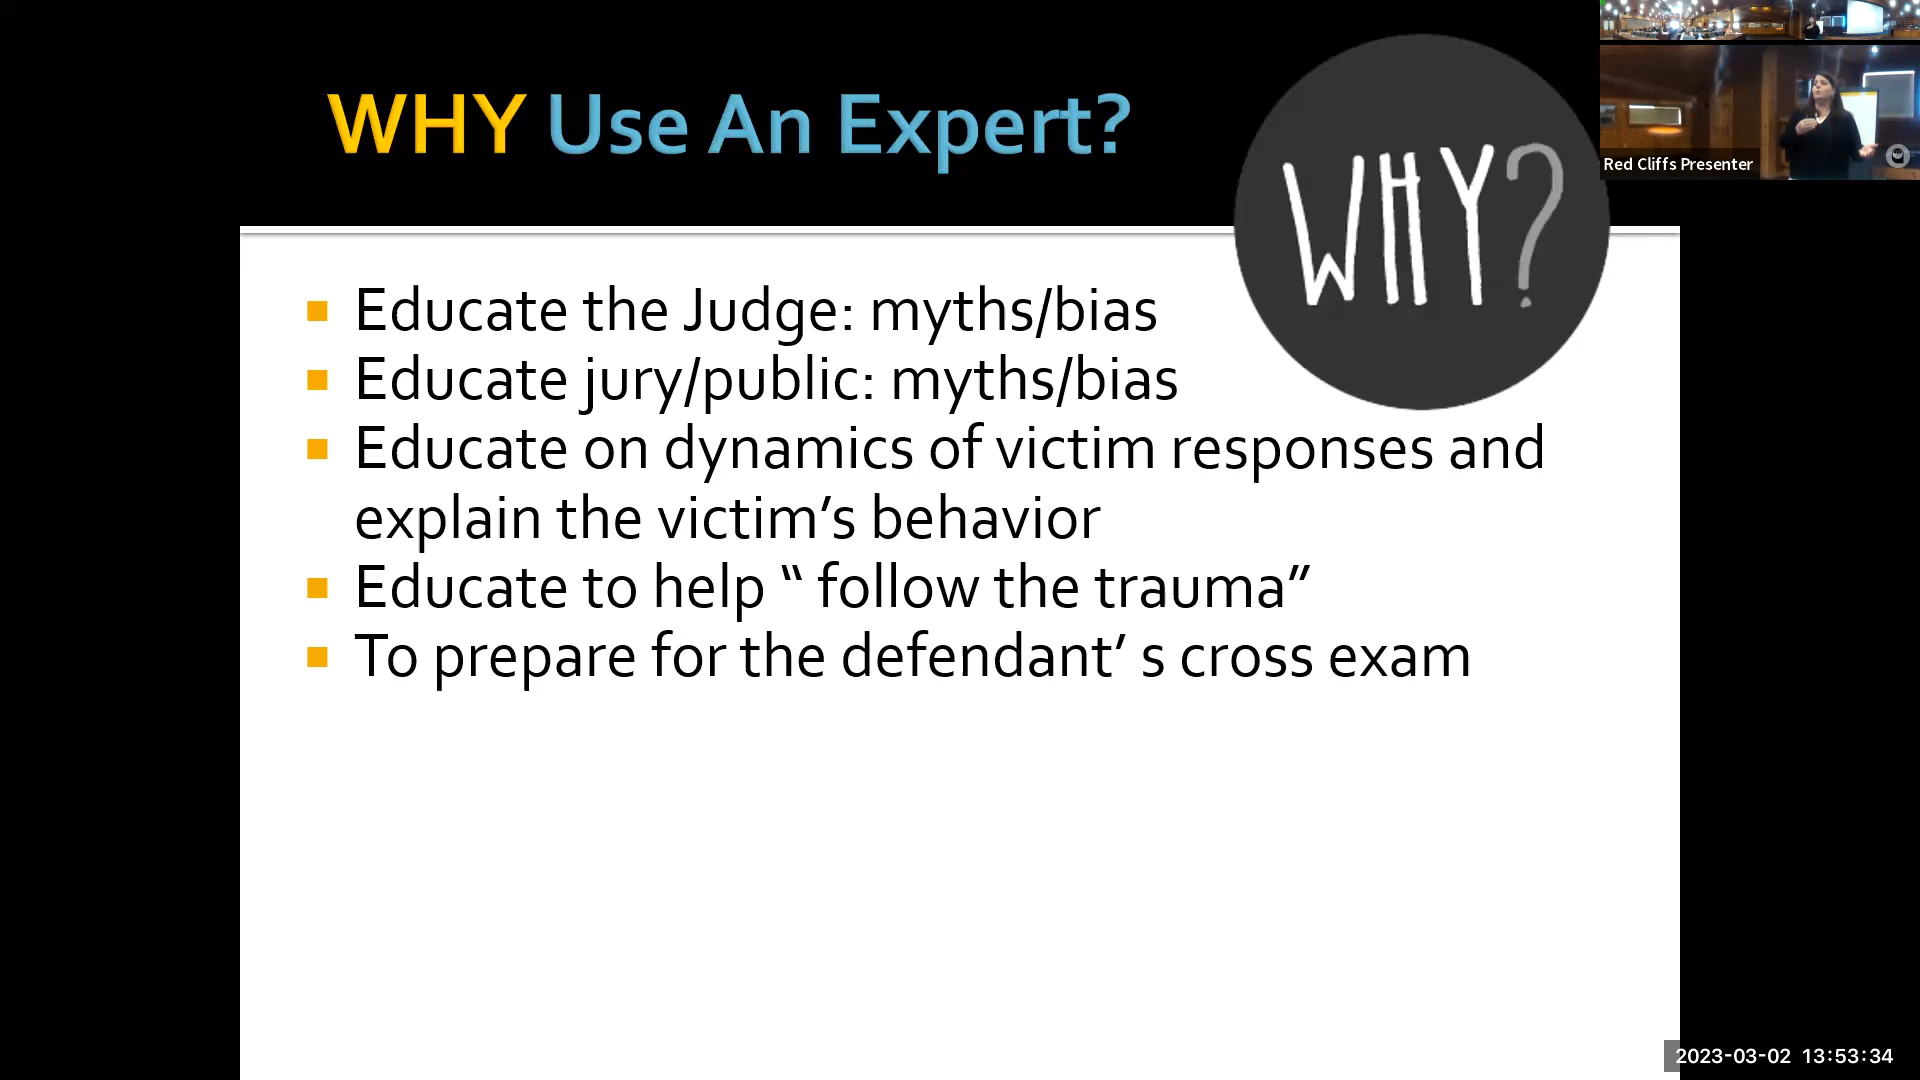 WHY Use An Expert?
WHY?
Red Cliffs Presenter
Educate the Judge: myths/bias
Educate jury/public: myths/bias
Educate on dynamics of victim responses and
explain the victim’s behavior
Educate to help “ follow the trauma”
To prepare for the defendant’ s cross exam
2023-03-02 13:53:34